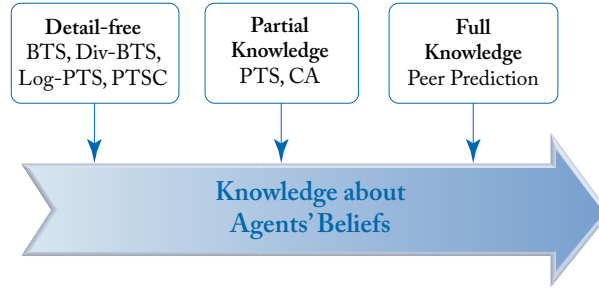 Detail-free
BTS, Div-BTS,
Log-PTS, PTSC
Partial
Knowledge
PTS, CA
Full
Knowledge
Peer Prediction
Knowledge about
Agents' Beliefs